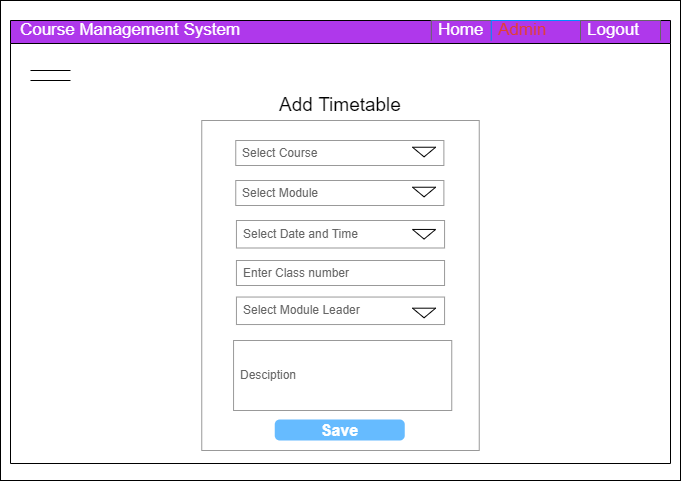 Course Management System Home Admin Logout
Add Timetable
Select Course
Select Module
Select Date and Time
Enter Class number
Select Module Leader
Desciption
Save